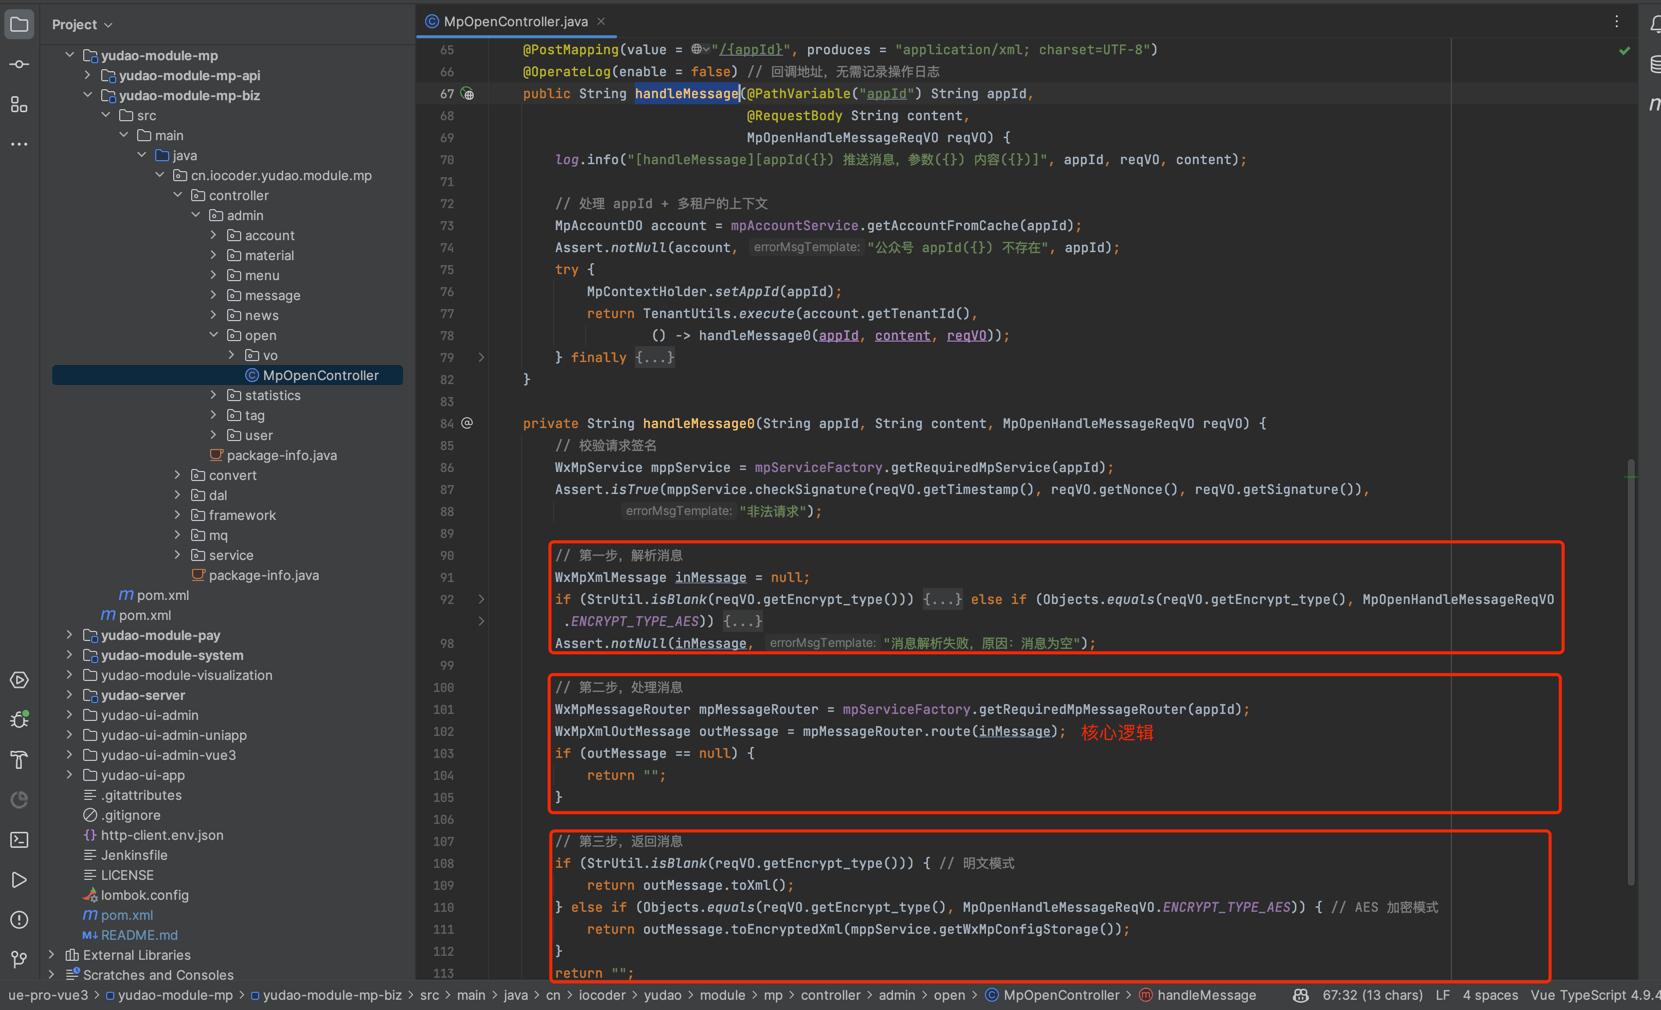 Project
MpOpenController.java
yudao-module-mp
yudao-module-mp-api
yudao-module-mp-biz
src
main
java
cn.iocoder.yudao.module.mp
controller
admin
account
material
menu
message
news
open
vo
MpOpenController
statistics
tag
user
package-info.java
convert
dal
framework
mq
service
package-info.java
pom.xml
pom.xml
yudao-module-pay
yudao-module-system
yudao-module-visualization
yudao-server
yudao-ui-admin
yudao-ui-admin-uniapp
yudao-ui-admin-vue3
yudao-ui-app
.gitattributes
.gitignore
http-client.env.json
Jenkinsfile
LICENSE
lombok.config
pom.xml
README.md
External Libraries
Scratches and Consoles
65 @PostMapping(value = "/{appId}", produces = "application/xml; charset=UTF-8")
66 @OperateLog(enable = false) // 回调地址，无需记录操作日志
67 public String handleMessage(@PathVariable("appId") String appId,
68 @RequestBody String content,
69 MpOpenHandleMessageReqVO reqVO) {
70 log.info("[handleMessage][appId({}) 推送消息，参数({}) 内容({})]", appId, reqVO, content);
71
72 // 处理 appId + 多租户的上下文
73 MpAccountDO account = mpAccountService.getAccountFromCache(appId);
74 Assert.notNull(account, errorMsgTemplate: "公众号 appId({}) 不存在", appId);
75 try {
76 MpContextHolder.setAppId(appId);
77 return TenantUtils.execute(account.getTenantId(),
78 () -> handleMessage0(appId, content, reqVO));
79 } finally {...}
82 }
83
84 @ private String handleMessage0(String appId, String content, MpOpenHandleMessageReqVO reqVO) {
85 // 校验请求签名
86 WxMpService mppService = mpServiceFactory.getRequiredMpService(appId);
87 Assert.isTrue(mppService.checkSignature(reqVO.getTimestamp(), reqVO.getNonce(), reqVO.getSignature()),
88 errorMsgTemplate: "非法请求");
89
90 // 第一步，解析消息
91 WxMpXmlMessage inMessage = null;
92 if (StrUtil.isBlank(reqVO.getEncrypt_type())) {...} else if (Objects.equals(reqVO.getEncrypt_type(), MpOpenHandleMessageReqVO
.ENCRYPT_TYPE_AES)) {...}
98 Assert.notNull(inMessage, errorMsgTemplate: "消息解析失败，原因：消息为空");
99
100 // 第二步，处理消息
101 WxMpMessageRouter mpMessageRouter = mpServiceFactory.getRequiredMpMessageRouter(appId);
102 WxMpXmlOutMessage outMessage = mpMessageRouter.route(inMessage); 核心逻辑
103 if (outMessage == null) {
104 return "";
105 }
106
107 // 第三步，返回消息
108 if (StrUtil.isBlank(reqVO.getEncrypt_type())) { // 明文模式
109 return outMessage.toXml();
110 } else if (Objects.equals(reqVO.getEncrypt_type(), MpOpenHandleMessageReqVO.ENCRYPT_TYPE_AES)) { // AES 加密模式
111 return outMessage.toEncryptedXml(mppService.getWxMpConfigStorage());
112 }
113 return "";
ue-pro-vue3 > yudao-module-mp > yudao-module-mp-biz > src > main > java > cn > iocoder > yudao > module > mp > controller > admin > open > MpOpenController > handleMessage 67:32 (13 chars) LF 4 spaces Vue TypeScript 4.9.4